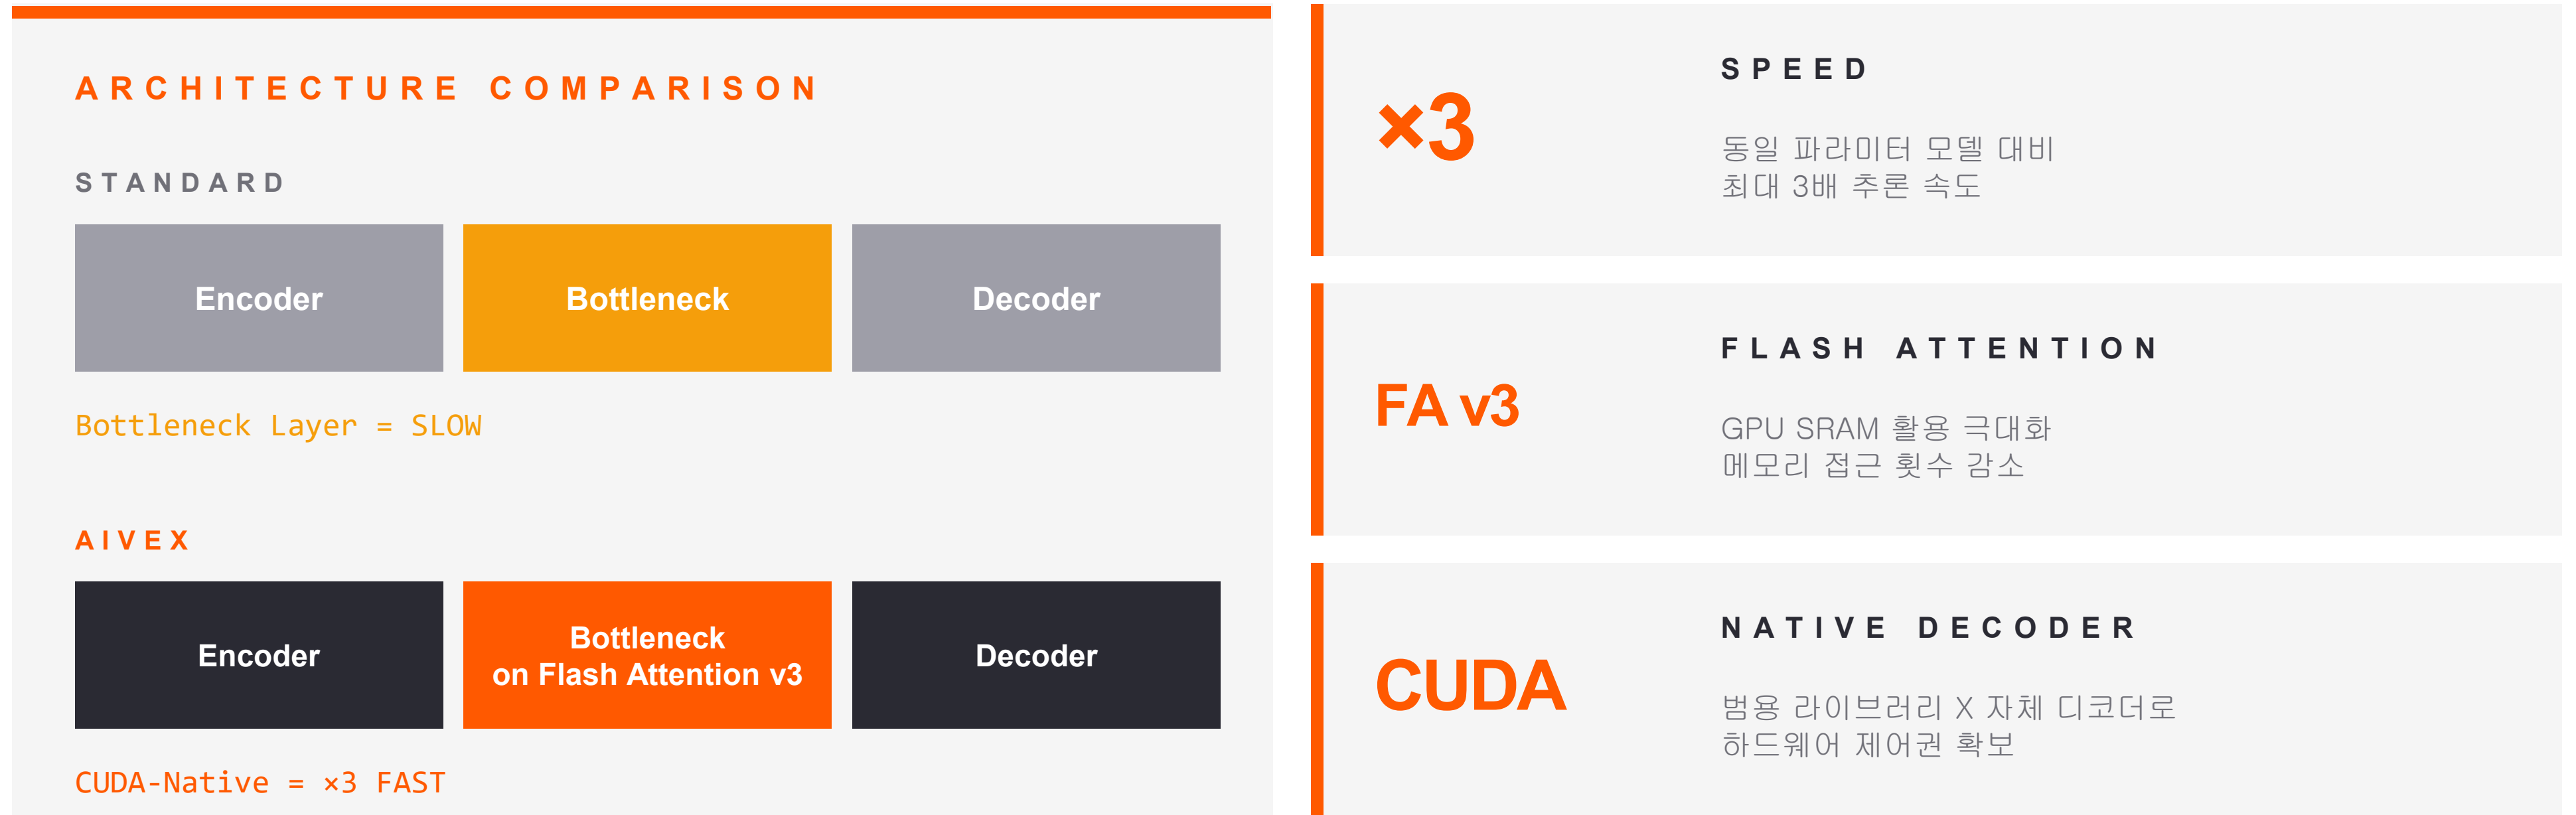 ARCHITECTURE COMPARISON
STANDARD
Encoder
Bottleneck
Decoder
Bottleneck Layer = SLOW
AIVEX
Encoder
Bottleneck
on Flash Attention v3
Decoder
CUDA-Native = ×3 FAST
×3
SPEED
동일 파라미터 모델 대비
최대 3배 추론 속도
FA v3
FLASH ATTENTION
GPU SRAM 활용 극대화
메모리 접근 횟수 감소
CUDA
NATIVE DECODER
범용 라이브러리 X 자체 디코더로
하드웨어 제어권 확보